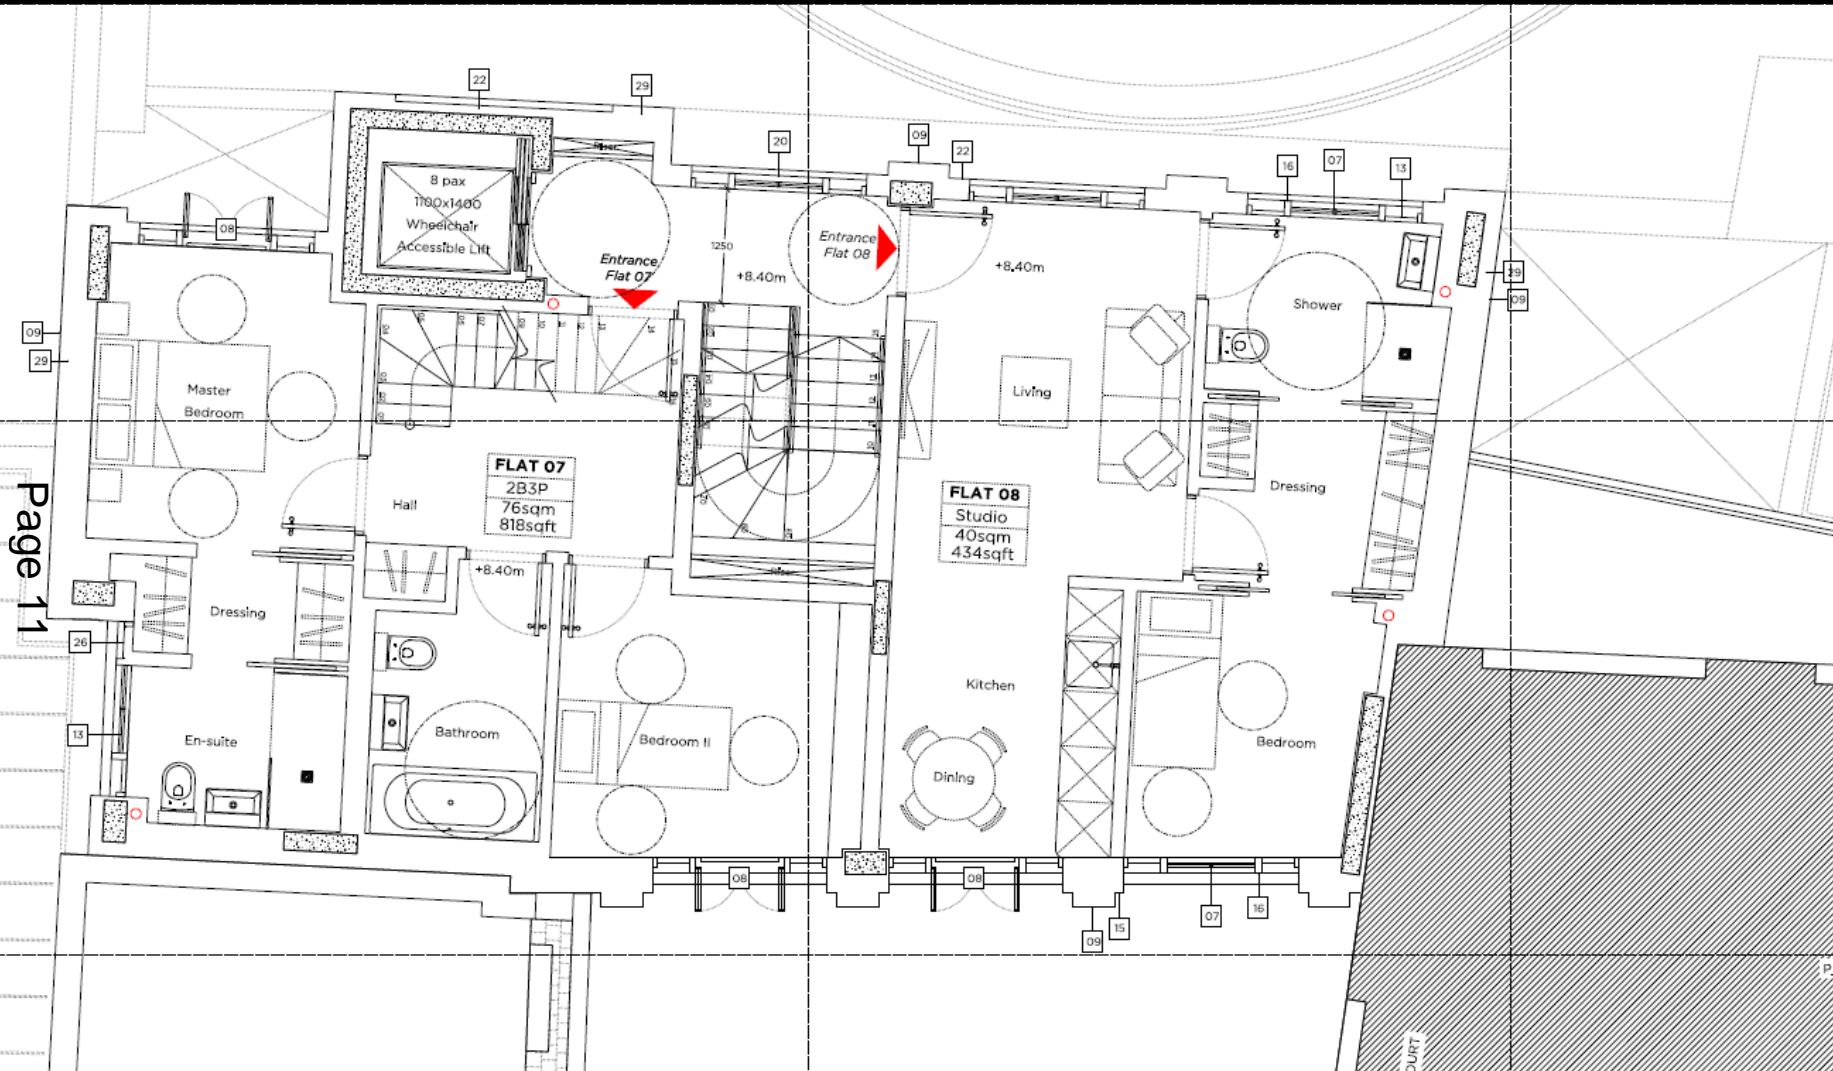 22
29
20
09
22
16
07
13
Riser
8 pax
1100x1400
Wheelchair
Accessible Lift
08
Entrance
Flat 07
1250
+8.40m
Entrance
Flat 08
+8.40m
29
09
Shower
09
29
Master
Bedroom
Living
Hall
FLAT 07
2B3P
76sqm
818sqft
FLAT 08
Studio
40sqm
434sqft
Dressing
Page 11
+8.40m
Riser
Dressing
26
Kitchen
13
En-suite
Bathroom
Bedroom II
Bedroom
Dining
08
08
07
16
15
09